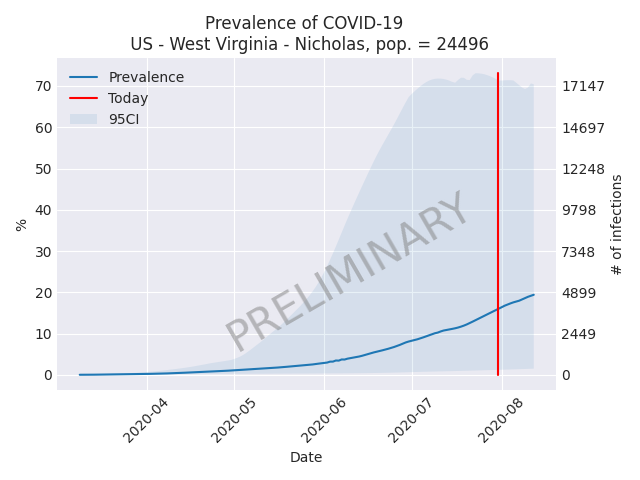 Prevalence of COVID-19
US - West Virginia - Nicholas, pop. = 24496
Prevalence
Today
95CI
70
60
50
40
30
20
10
0
%
17147
14697
12248
9798
7348
4899
2449
0
# of infections
PRELIMINARY
2020-04
2020-05
2020-06
2020-07
2020-08
Date